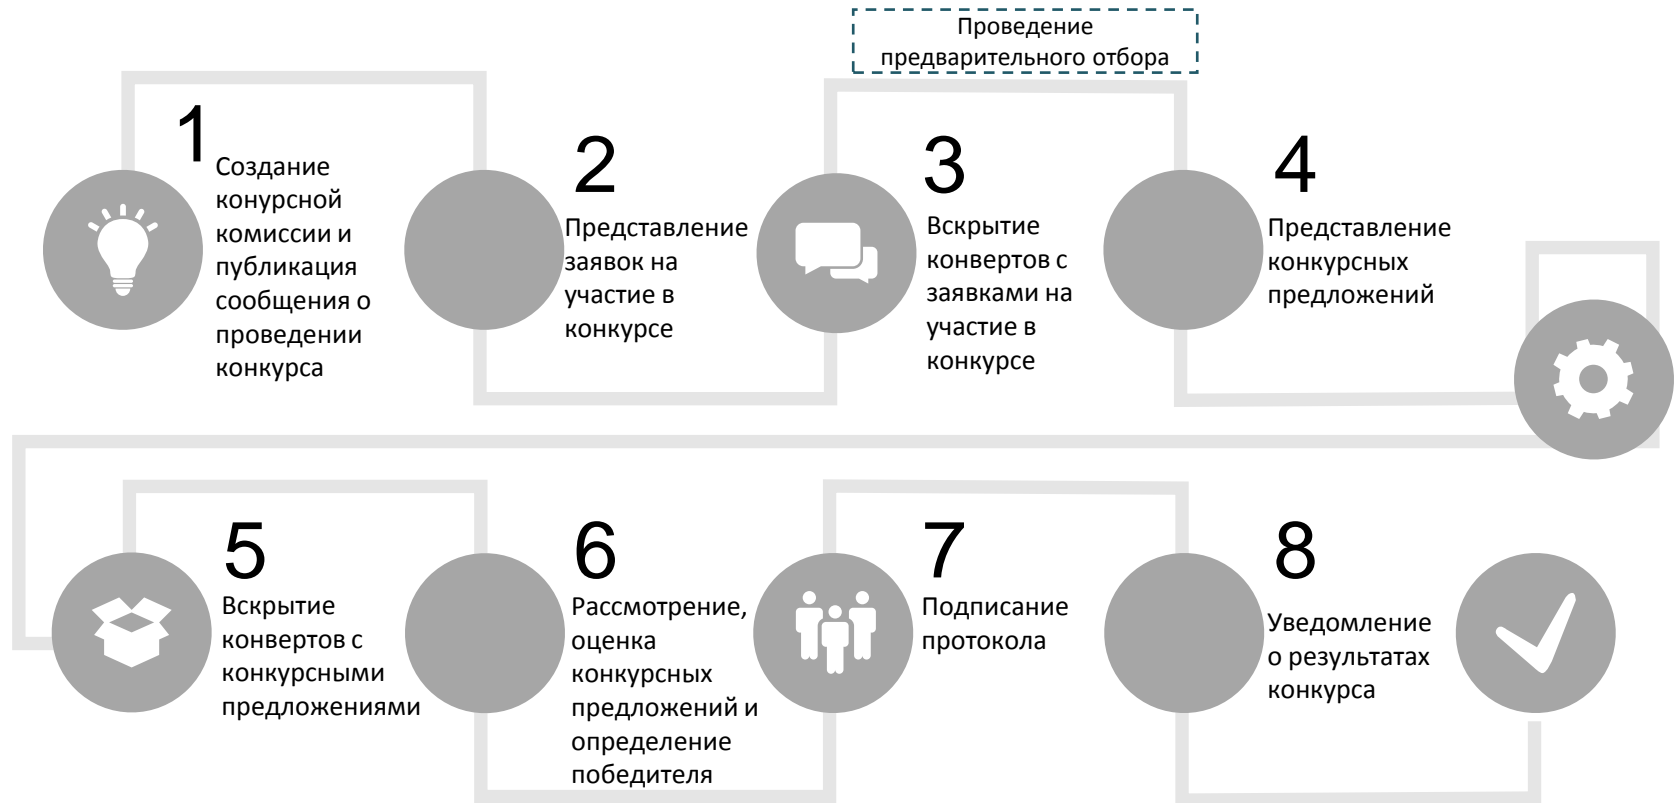 Проведение
предварительного отбора
1
Создание
конурсной
комиссии и
публикация
сообщения о
проведении
конкурса
2
Представление
заявок на
участие в
конкурсе
3
Вскрытие
конвертов с
заявками на
участие в
конкурсе
4
Представление
конкурсных
предложений
5
Вскрытие
конвертов с
конкурсными
предложениями
6
Рассмотрение,
оценка
конкурсных
предложений и
определение
победителя
7
Подписание
протокола
8
Уведомление
о результатах
конкурса